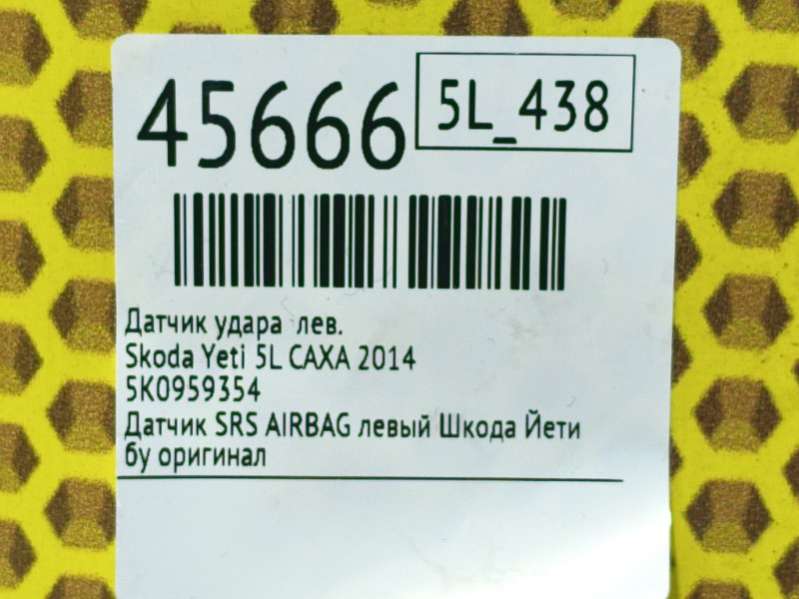 45666 5L_438
Датчик удара лев.
Skoda Yeti 5L CAXA 2014
5K0959354
Датчик SRS AIRBAG левый Шкода Йети
бу оригинал